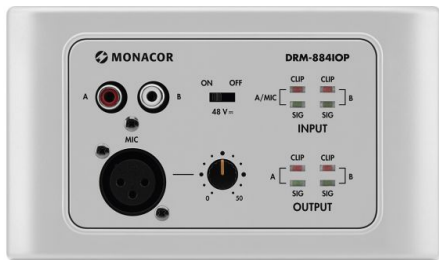 MONACOR
DRM-884IOP
A
B
ON OFF
48 V⎓
MIC
0
50
CLIP CLIP
A/MIC
B
SIG SIG
INPUT
CLIP CLIP
A
B
SIG SIG
OUTPUT